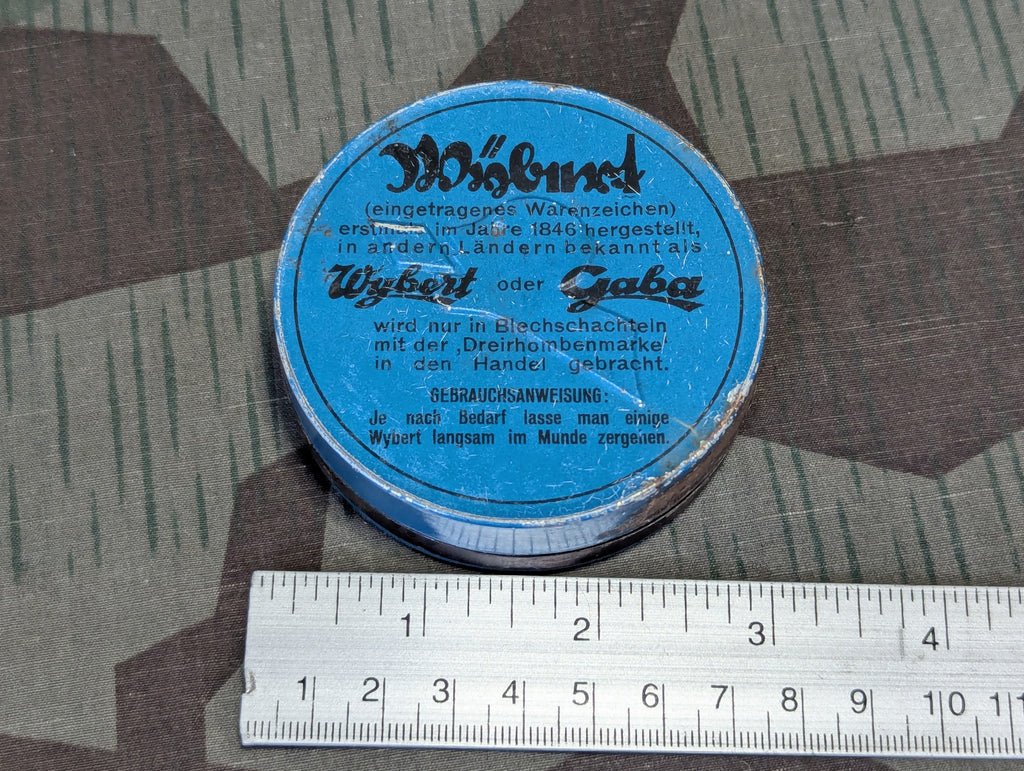 Wybert
(eingetragenes Warenzeichen)
erstmals im Jahre 1846 hergestellt,
in andern Ländern bekannt als
Wybert oder Gaba
wird nur in Blechschachteln
mit der ‚Dreirhombenmarke'
in den Handel gebracht.
GEBRAUCHSANWEISUNG:
Je nach Bedarf lasse man einige
Wybert langsam im Munde zergehen.
1 2 3 4
1 2 3 4 5 6 7 8 9 10 11